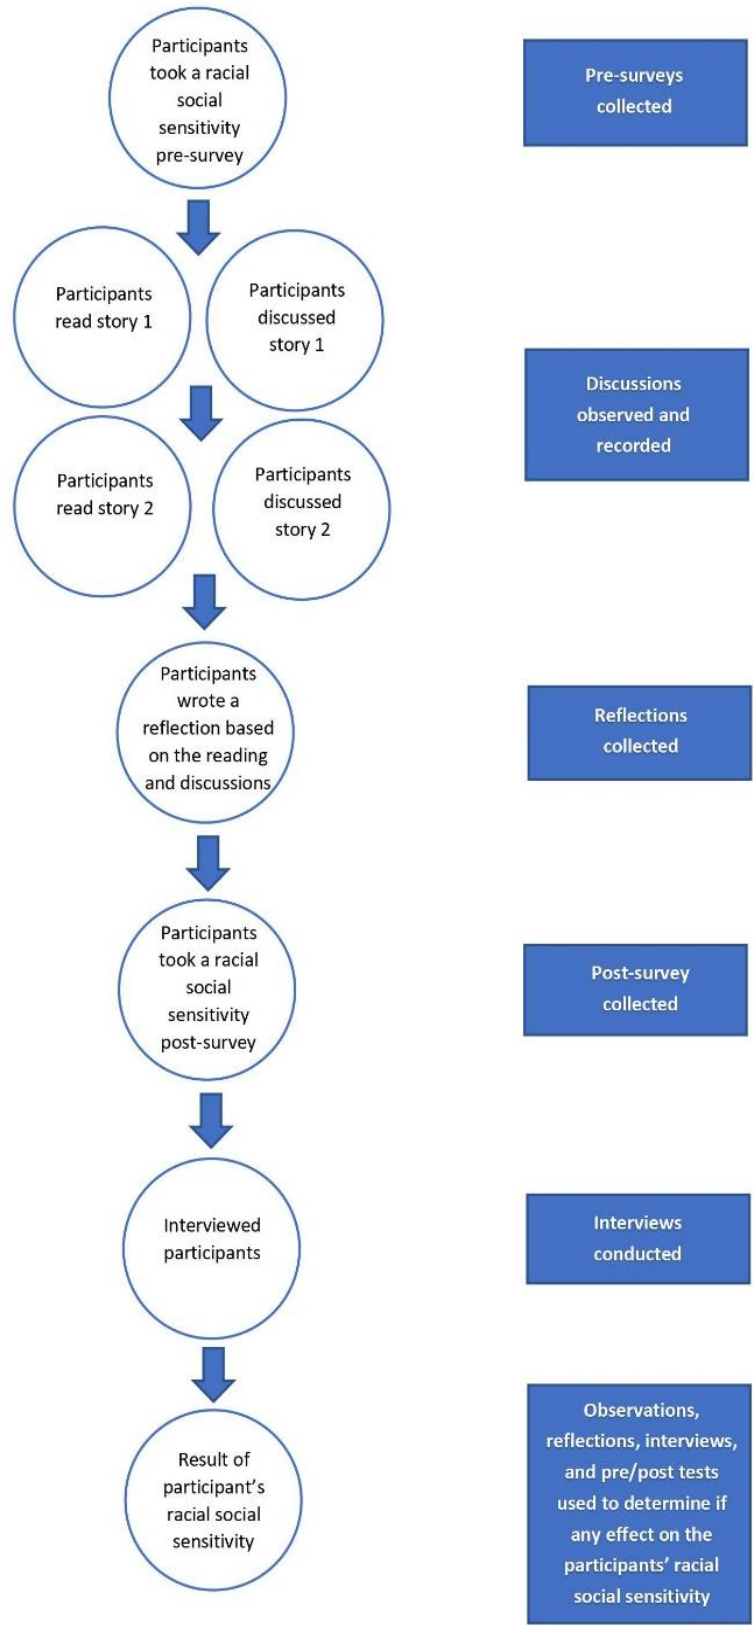 Participants
took a racial
social
sensitivity
pre-survey
Pre-surveys
collected
Participants
read story 1
Participants
discussed
story 1
Discussions
observed and
recorded
Participants
read story 2
Participants
discussed
story 2
Participants
wrote a
reflection based
on the reading
and discussions
Reflections
collected
Participants
took a racial
social
sensitivity
post-survey
Post-survey
collected
Interviewed
participants
Interviews
conducted
Result of
participant's
racial social
sensitivity
Observations,
reflections, interviews,
and pre/post tests
used to determine if
any effect on the
participants' racial
social sensitivity